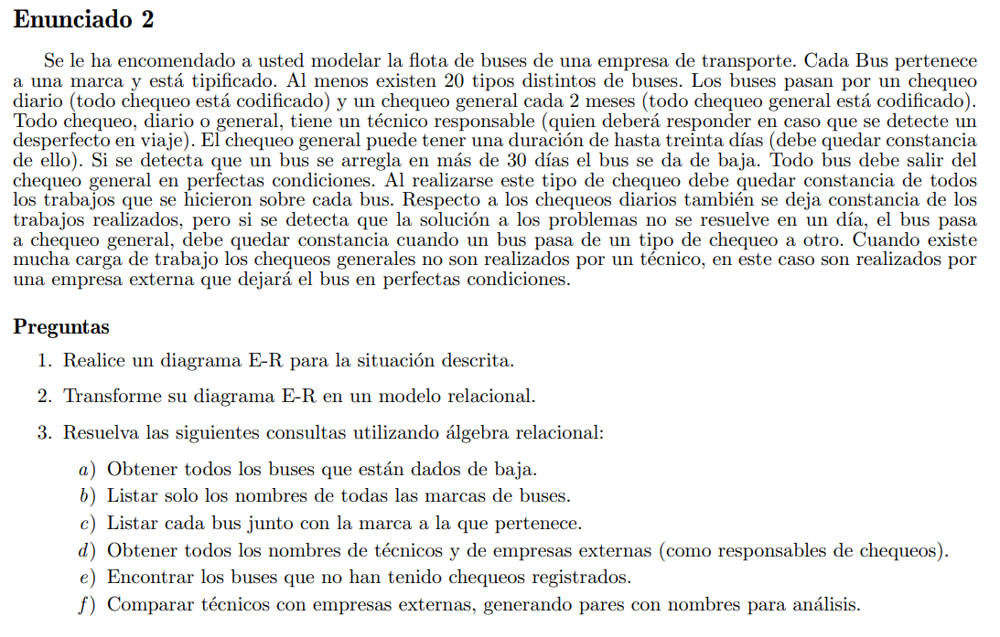 Enunciado 2
Se le ha encomendado a usted modelar la flota de buses de una empresa de transporte. Cada Bus pertenece
a una marca y está tipificado. Al menos existen 20 tipos distintos de buses. Los buses pasan por un chequeo
diario (todo chequeo está codificado) y un chequeo general cada 2 meses (todo chequeo general está codificado).
Todo chequeo, diario o general, tiene un técnico responsable (quien deberá responder en caso que se detecte un
desperfecto en viaje). El chequeo general puede tener una duración de hasta treinta días (debe quedar constancia
de ello). Si se detecta que un bus se arregla en más de 30 días el bus se da de baja. Todo bus debe salir del
chequeo general en perfectas condiciones. Al realizarse este tipo de chequeo debe quedar constancia de todos
los trabajos que se hicieron sobre cada bus. Respecto a los chequeos diarios también se deja constancia de los
trabajos realizados, pero si se detecta que la solución a los problemas no se resuelve en un día, el bus pasa
a chequeo general, debe quedar constancia cuando un bus pasa de un tipo de chequeo a otro. Cuando existe
mucha carga de trabajo los chequeos generales no son realizados por un técnico, en este caso son realizados por
una empresa externa que dejará el bus en perfectas condiciones.
Preguntas
1. Realice un diagrama E-R para la situación descrita.
2. Transforme su diagrama E-R en un modelo relacional.
3. Resuelva las siguientes consultas utilizando álgebra relacional:
a) Obtener todos los buses que están dados de baja.
b) Listar solo los nombres de todas las marcas de buses.
c) Listar cada bus junto con la marca a la que pertenece.
d) Obtener todos los nombres de técnicos y de empresas externas (como responsables de chequeos).
e) Encontrar los buses que no han tenido chequeos registrados.
f) Comparar técnicos con empresas externas, generando pares con nombres para análisis.